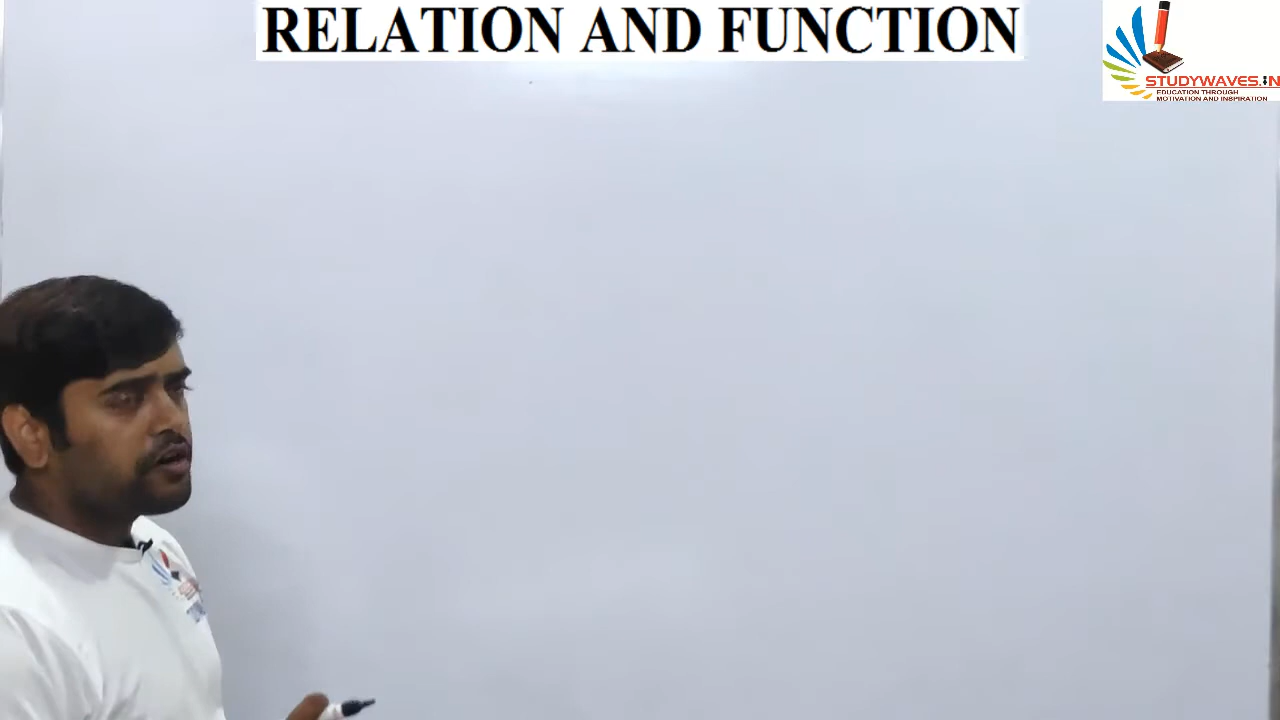 RELATION AND FUNCTION
STUDYWAVES.IN
EDUCATION THROUGH
MOTIVATION AND INSPIRATION